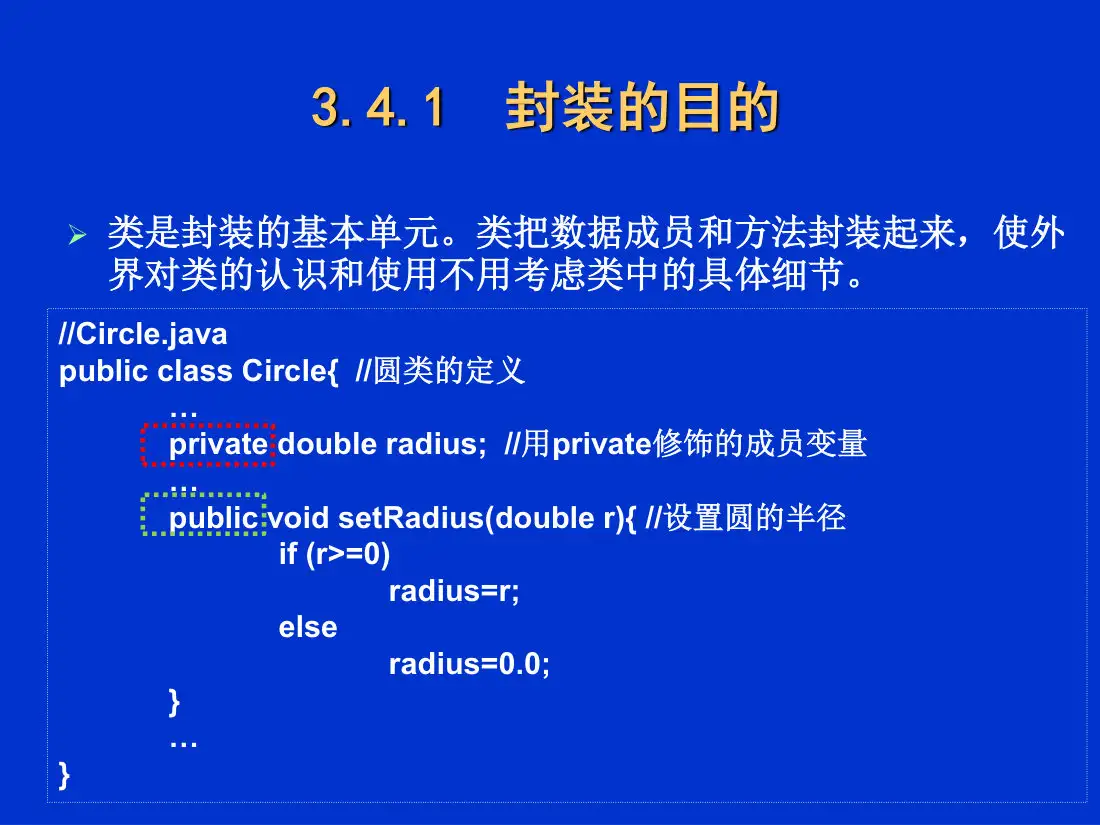 3.4.1 封装的目的
类是封装的基本单元。类把数据成员和方法封装起来，使外
界对类的认识和使用不用考虑类中的具体细节。
//Circle.java
public class Circle{ //圆类的定义
…
private double radius; //用private修饰的成员变量
…
public void setRadius(double r){ //设置圆的半径
if (r>=0)
radius=r;
else
radius=0.0;
}
…
}